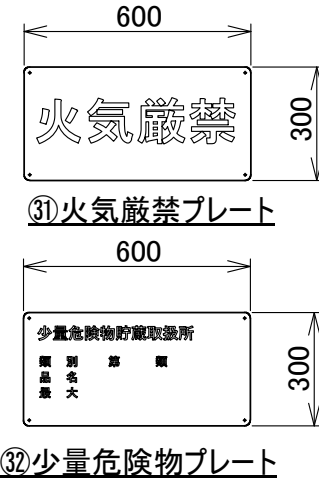 600
火気厳禁
300
㉛火気厳禁プレート
600
少量危険物貯蔵取扱所
類 別 第 類
品 名
最 大
300
㉜少量危険物プレート